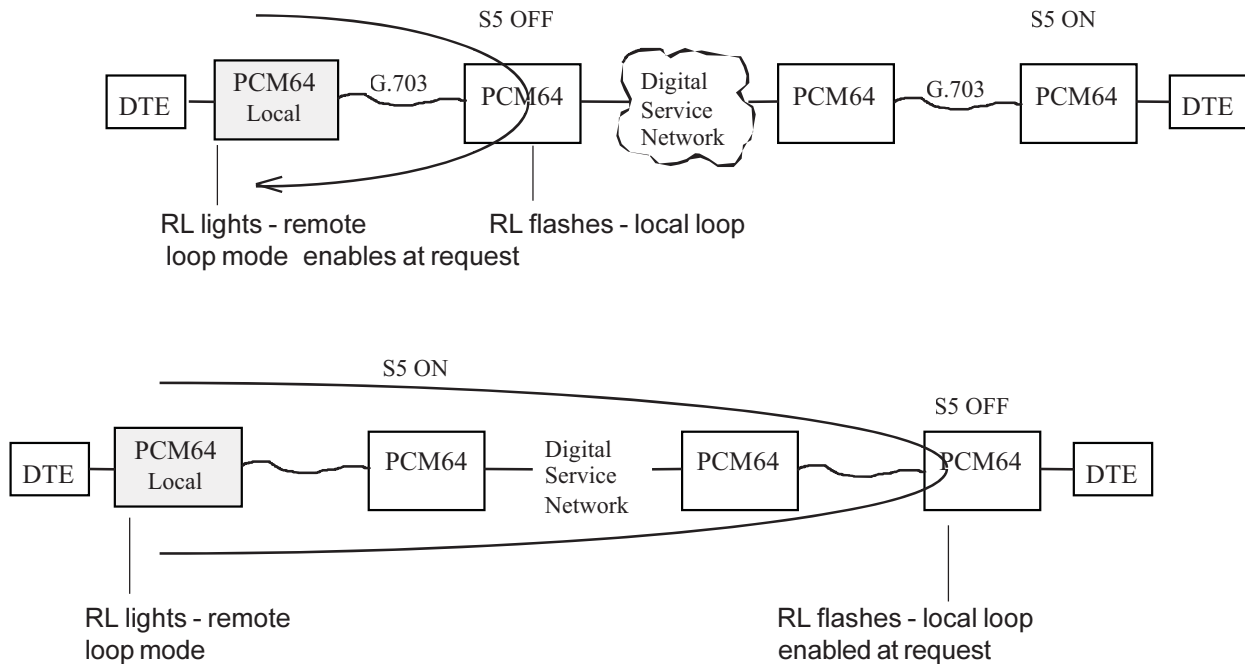 S5 OFF
S5 ON
DTE
PCM64
Local
G.703
PCM64
Digital
Service
Network
PCM64
G.703
PCM64
DTE
RL lights - remote
loop mode enables at request
RL flashes - local loop
S5 ON
S5 OFF
DTE
PCM64
Local
PCM64
Digital
Service
Network
PCM64
PCM64
DTE
RL lights - remote
loop mode
RL flashes - local loop
enabled at request